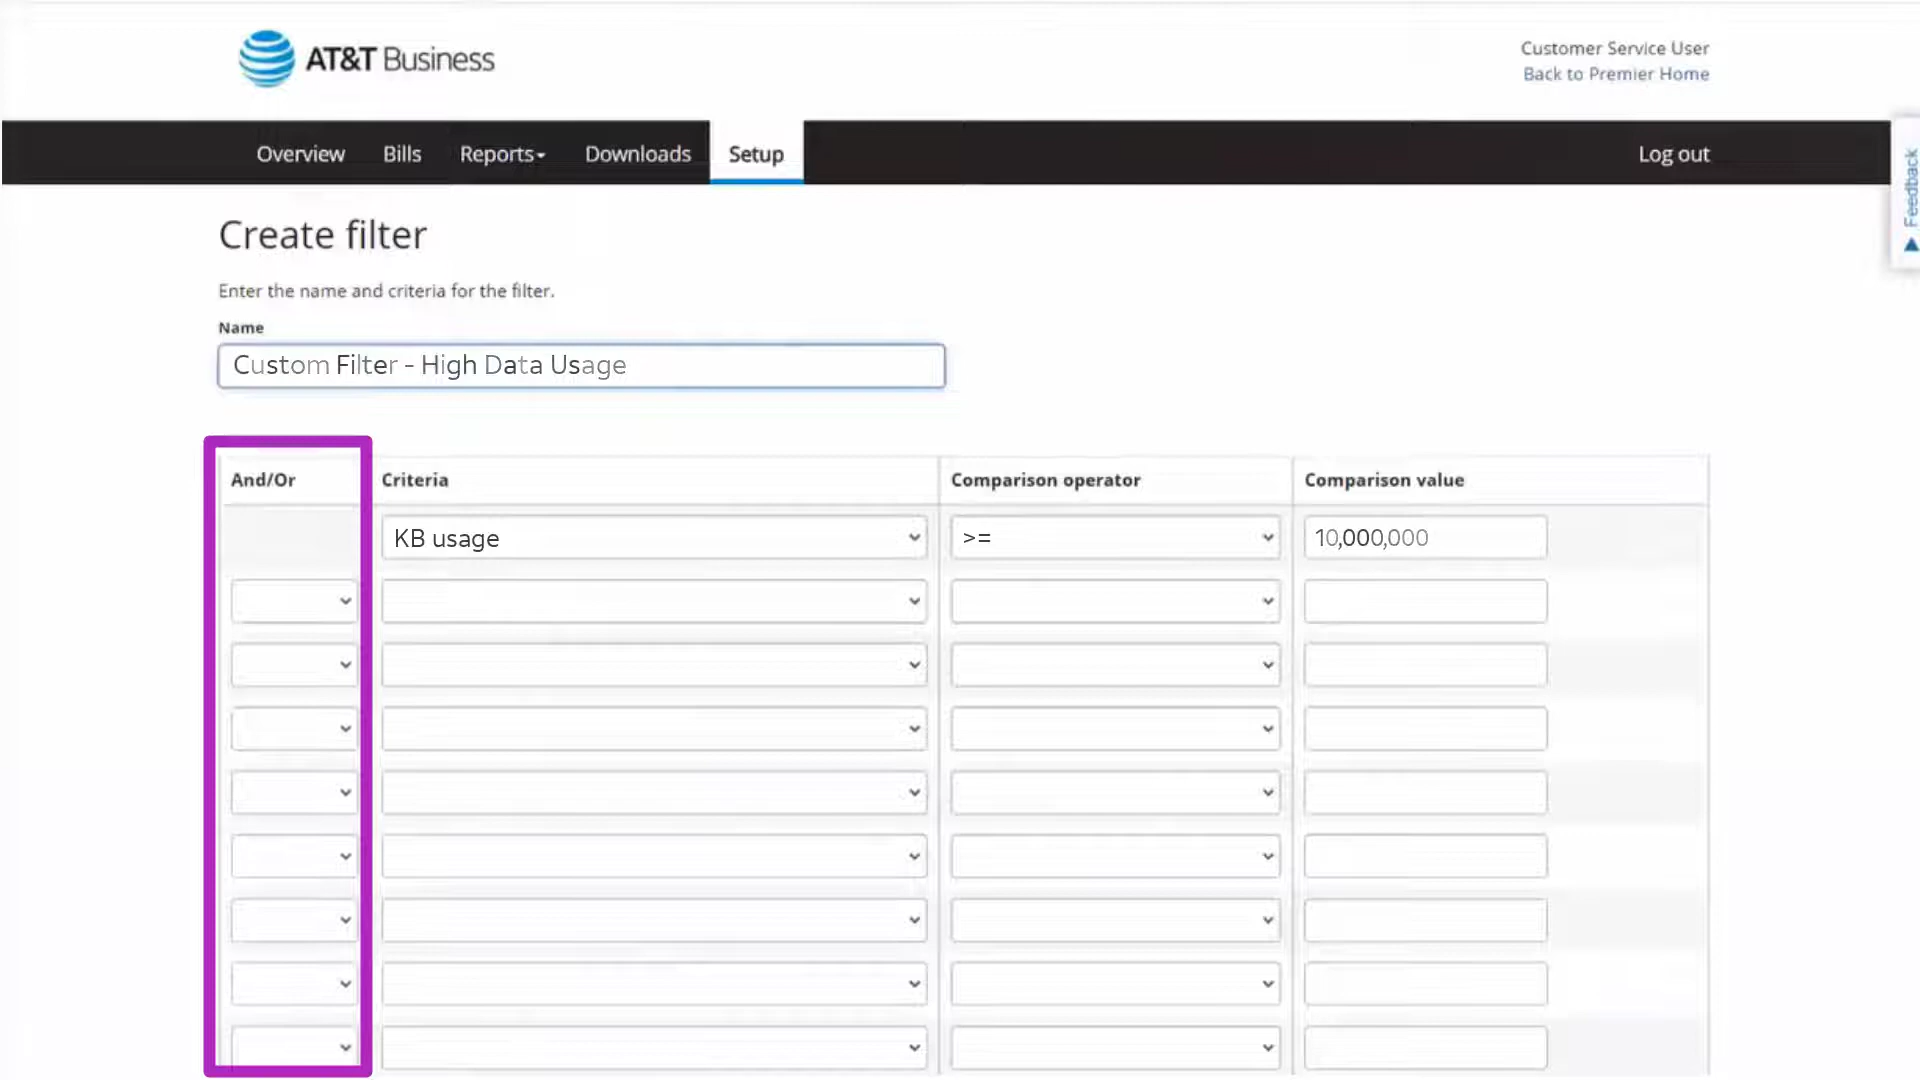 AT&T Business
Customer Service User
Back to Premier Home
Overview Bills Reports Downloads Setup Log out
Feedback
Create filter
Enter the name and criteria for the filter.
Name
Custom Filter - High Data Usage
And/Or Criteria Comparison operator Comparison value
KB usage >= 10,000,000